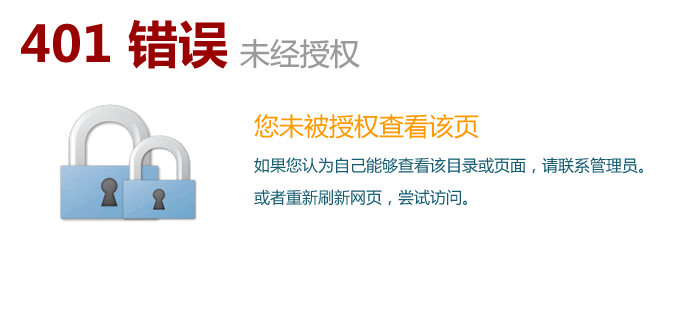 401 错误 未经授权
您未被授权查看该页
如果您认为自己能够查看该目录或页面，请联系管理员。
或者重新刷新网页，尝试访问。